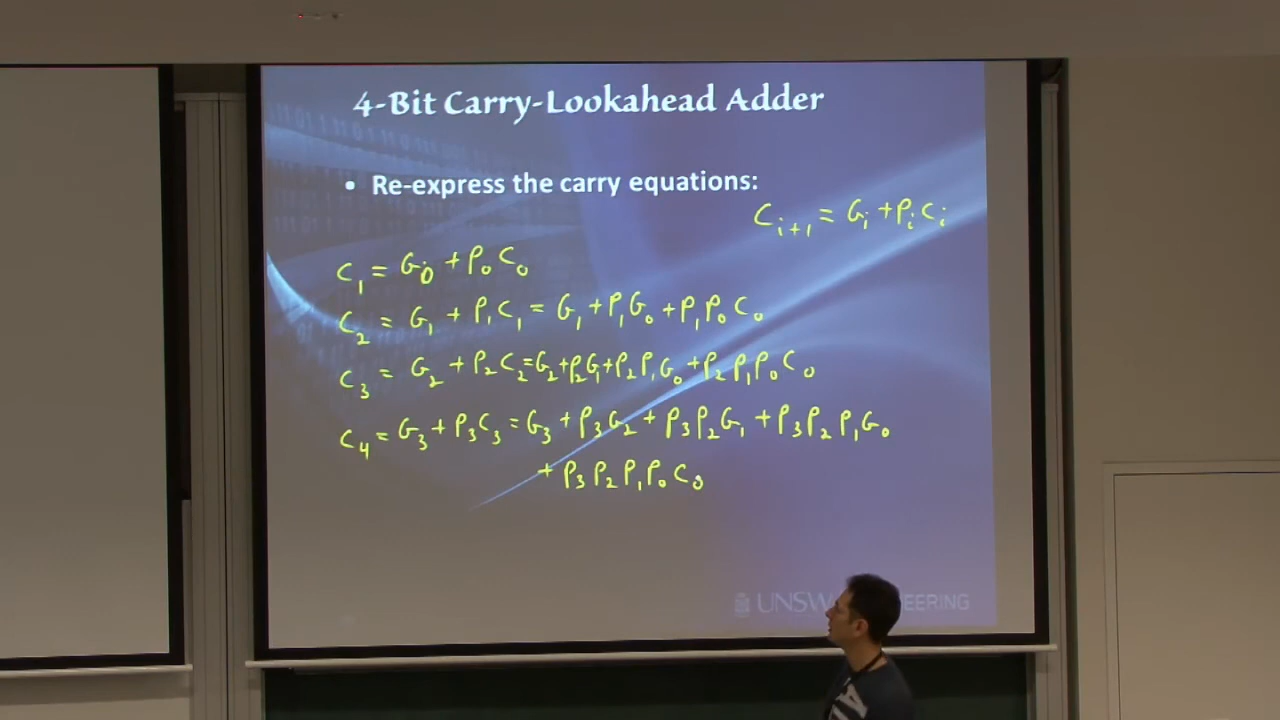 4-Bit Carry-Lookahead Adder
• Re-express the carry equations:
C_{i+1} = G_i + P_i C_i
C_1 = G_0 + P_0 C_0
C_2 = G_1 + P_1 C_1 = G_1 + P_1 G_0 + P_1 P_0 C_0
C_3 = G_2 + P_2 C_2 = G_2 + P_2 G_1 + P_2 P_1 G_0 + P_2 P_1 P_0 C_0
C_4 = G_3 + P_3 C_3 = G_3 + P_3 G_2 + P_3 P_2 G_1 + P_3 P_2 P_1 G_0
+ P_3 P_2 P_1 P_0 C_0
UNSW EERING